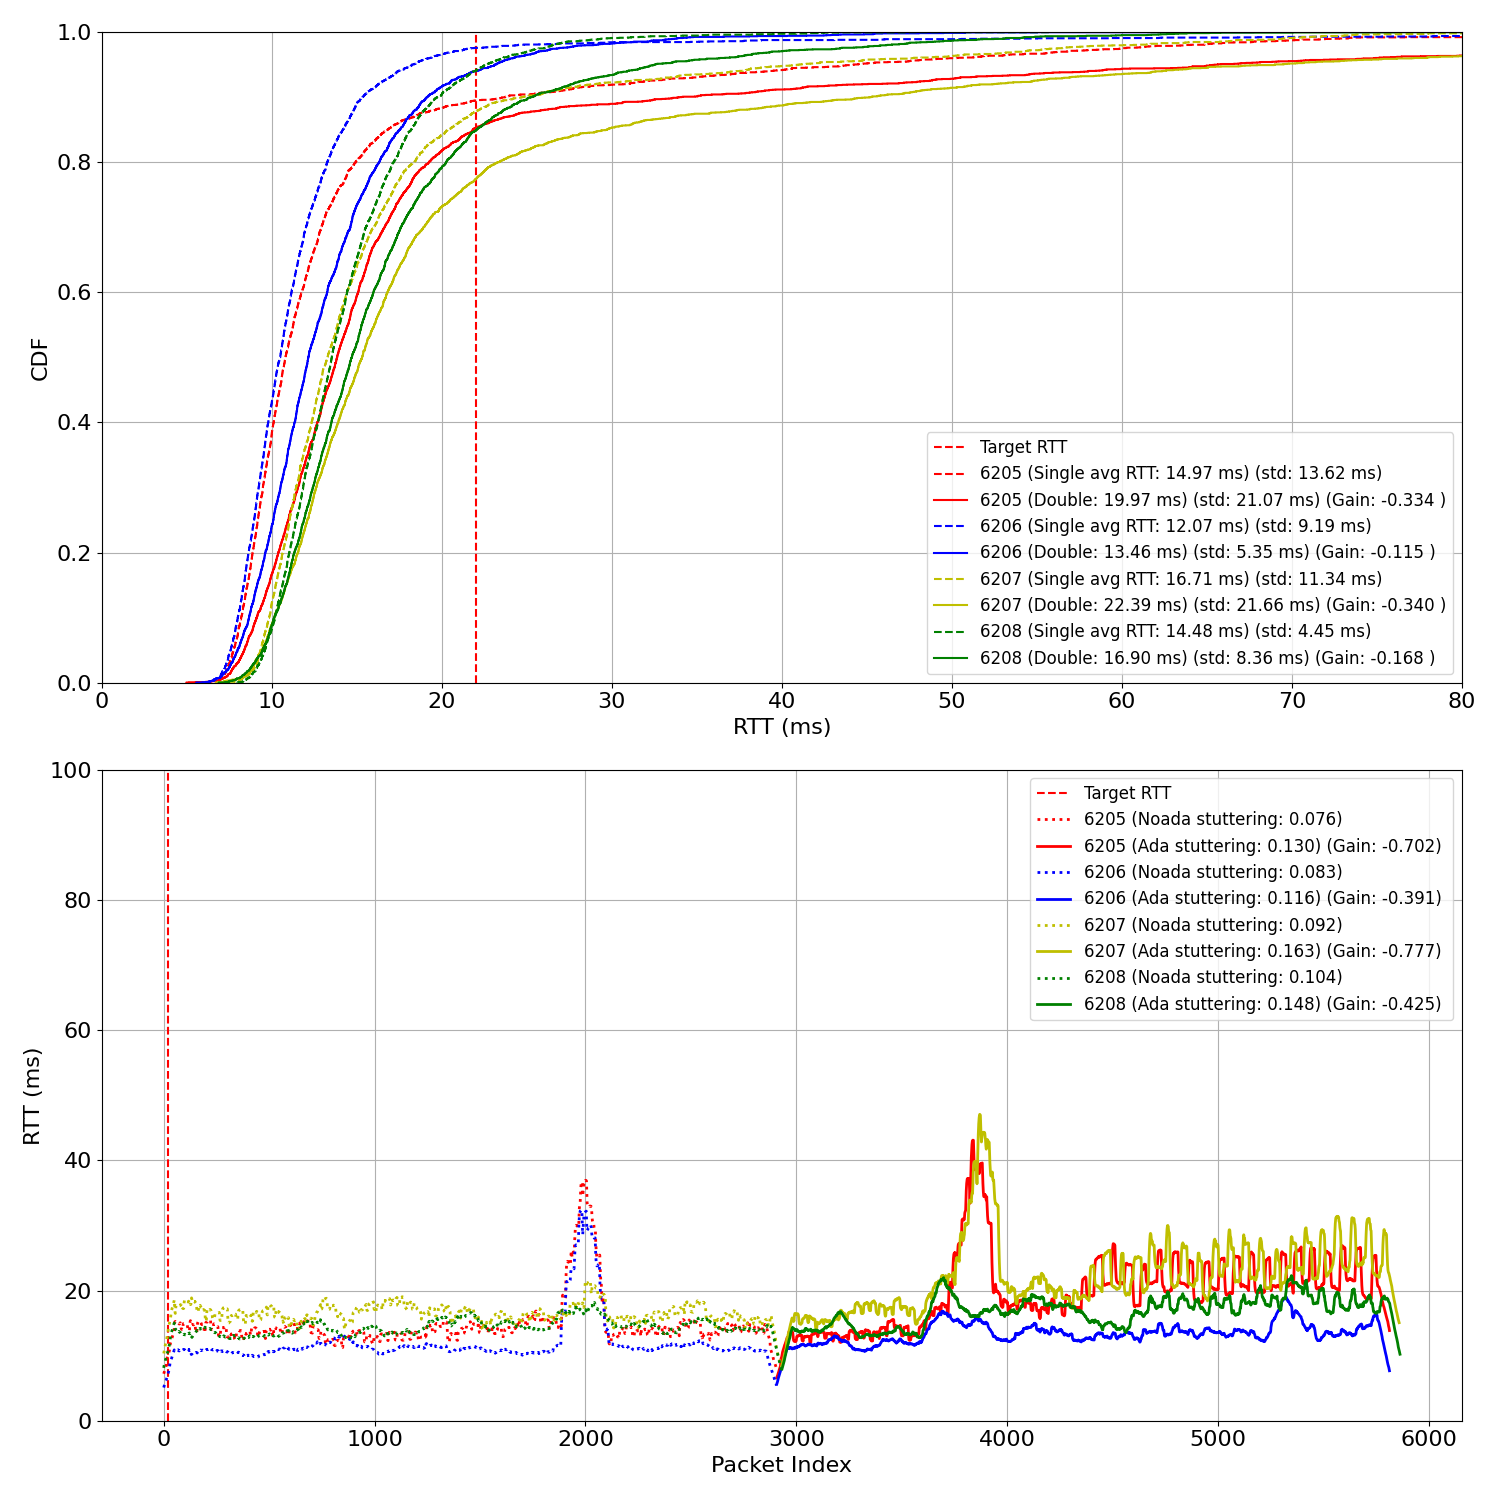 1.0
0.8
0.6
0.4
0.2
0.0
CDF
0 10 20 30 40 50 60 70 80
RTT (ms)
Target RTT
6205 (Single avg RTT: 14.97 ms) (std: 13.62 ms)
6205 (Double: 19.97 ms) (std: 21.07 ms) (Gain: -0.334 )
6206 (Single avg RTT: 12.07 ms) (std: 9.19 ms)
6206 (Double: 13.46 ms) (std: 5.35 ms) (Gain: -0.115 )
6207 (Single avg RTT: 16.71 ms) (std: 11.34 ms)
6207 (Double: 22.39 ms) (std: 21.66 ms) (Gain: -0.340 )
6208 (Single avg RTT: 14.48 ms) (std: 4.45 ms)
6208 (Double: 16.90 ms) (std: 8.36 ms) (Gain: -0.168 )
100
80
60
40
20
0
RTT (ms)
0 1000 2000 3000 4000 5000 6000
Packet Index
Target RTT
6205 (Noada stuttering: 0.076)
6205 (Ada stuttering: 0.130) (Gain: -0.702)
6206 (Noada stuttering: 0.083)
6206 (Ada stuttering: 0.116) (Gain: -0.391)
6207 (Noada stuttering: 0.092)
6207 (Ada stuttering: 0.163) (Gain: -0.777)
6208 (Noada stuttering: 0.104)
6208 (Ada stuttering: 0.148) (Gain: -0.425)